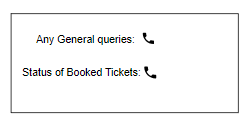 Any General queries:
Status of Booked Tickets: